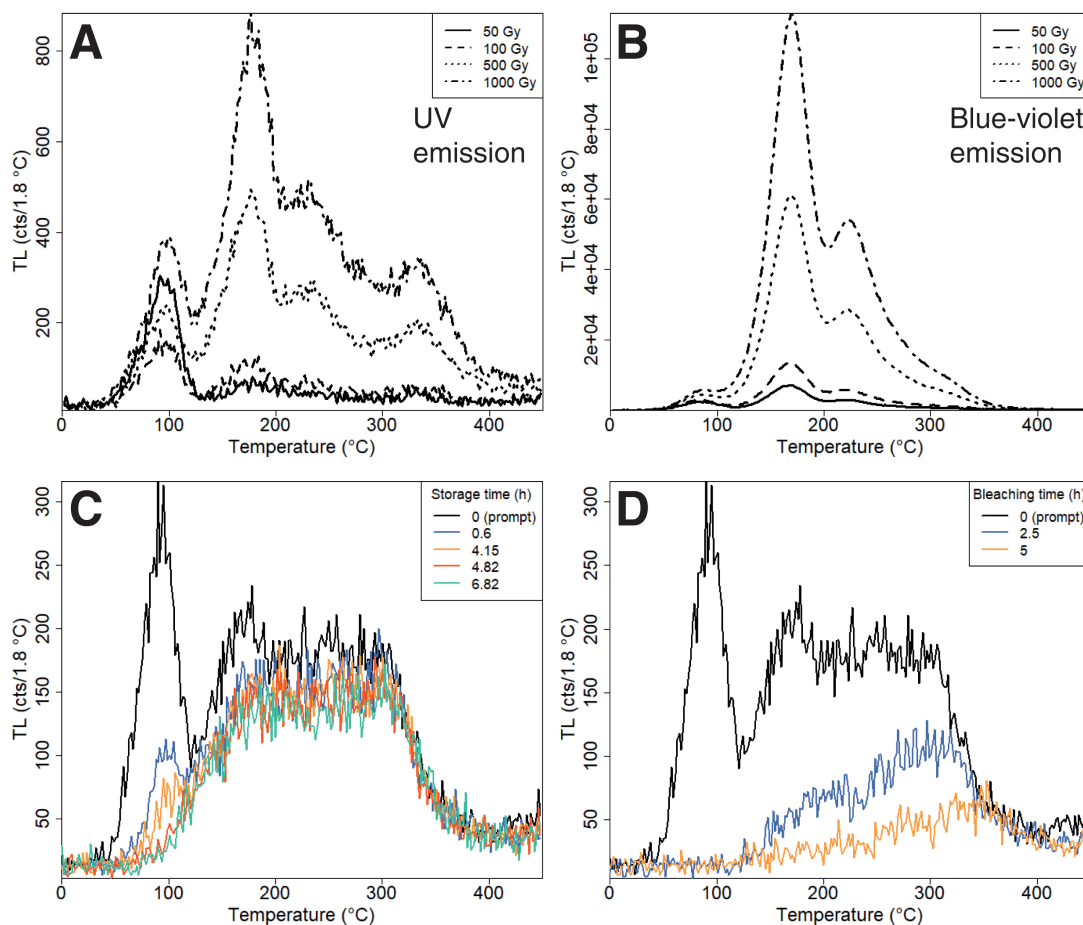 A
50 Gy
100 Gy
500 Gy
1000 Gy
UV
emission
TL (cts/1.8 °C)
200
400
600
800
0
100
200
300
400
Temperature (°C)
B
50 Gy
100 Gy
500 Gy
1000 Gy
Blue-violet
emission
TL (cts/1.8 °C)
2e+04
4e+04
6e+04
8e+04
1e+05
0
100
200
300
400
Temperature (°C)
C
Storage time (h)
0 (prompt)
0.6
4.15
4.82
6.82
TL (cts/1.8 °C)
50
100
150
200
250
300
0
100
200
300
400
Temperature (°C)
D
Bleaching time (h)
0 (prompt)
2.5
5
TL (cts/1.8 °C)
50
100
150
200
250
300
0
100
200
300
400
Temperature (°C)